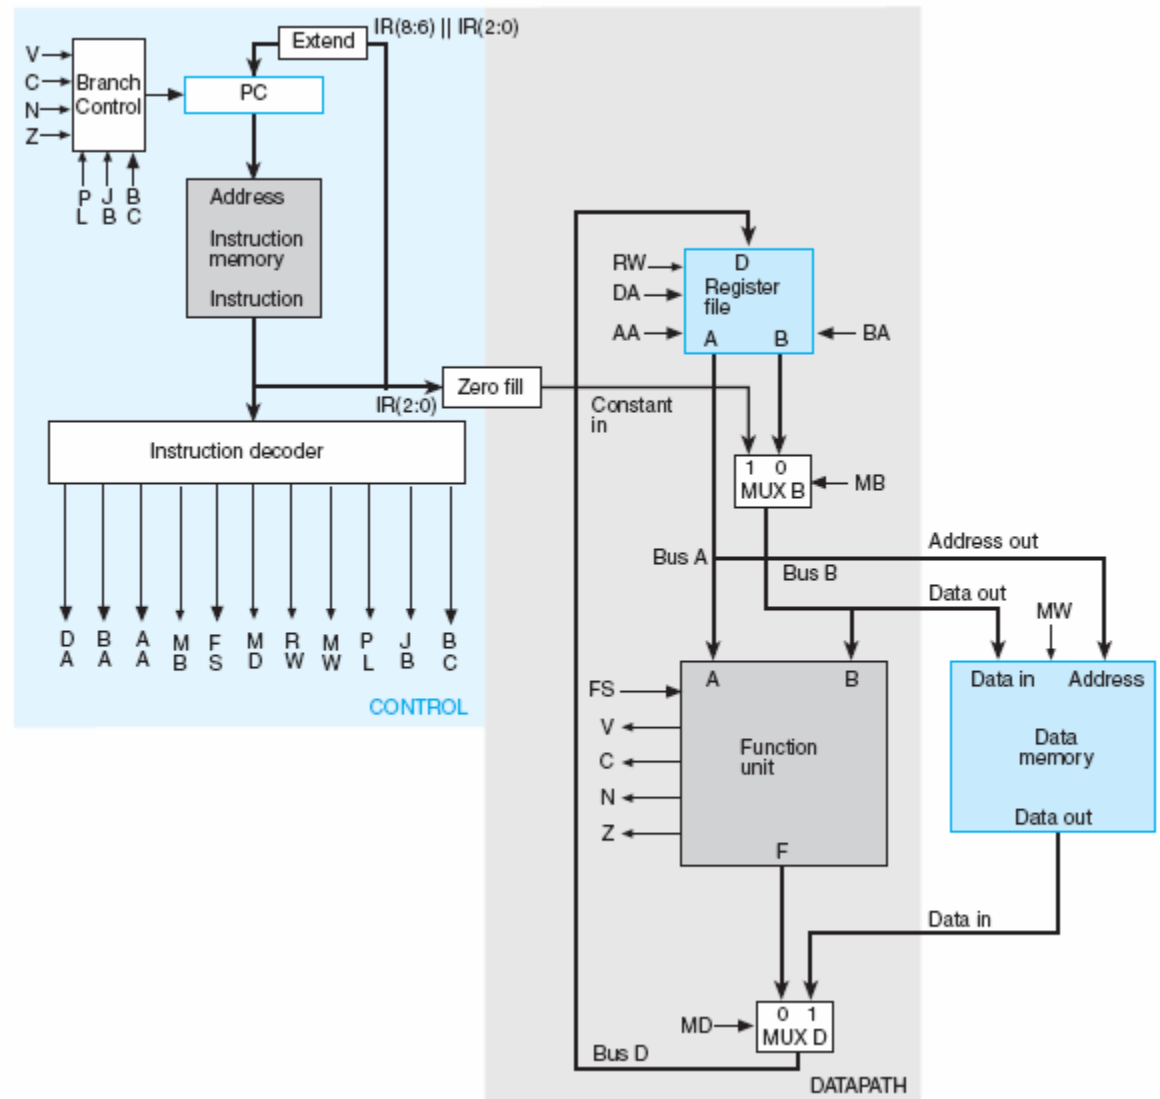 IR(8:6) || IR(2:0)
Extend
V
C
N
Z
Branch
Control
PC
P
L
J
B
B
C
Address
Instruction
memory
Instruction
IR(2:0)
Zero fill
Instruction decoder
D
A
B
A
A
A
M
B
F
S
M
D
R
W
M
W
P
L
J
B
B
C
CONTROL
RW
DA
AA
D
Register
file
A
B
BA
Constant
in
1 0
MUX B
MB
Bus A
Bus B
Address out
Data out
MW
FS
V
C
N
Z
A
B
Function
unit
F
Data in
Address
Data
memory
Data out
Data in
MD
0 1
MUX D
Bus D
DATAPATH